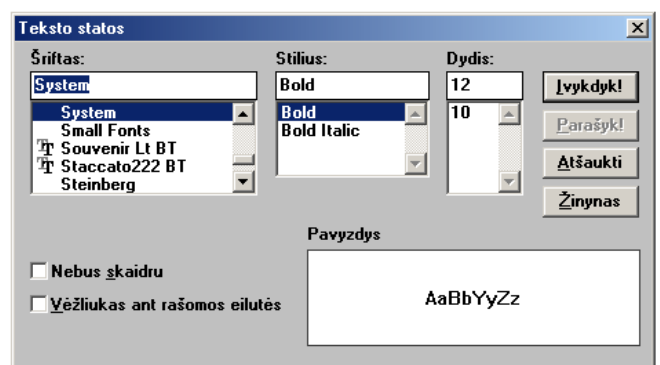 Teksto statos
Šriftas:
Stilius:
Dydis:
System
Bold
12
Įvykdyk!
System
Small Fonts
Souvenir Lt BT
Staccato222 BT
Steinberg
Bold
Bold Italic
10
Parašyk!
Atšaukti
Žinynas
Pavyzdys
Nebus skaidru
Vėžliukas ant rašomos eilutės
AaBbYyZz